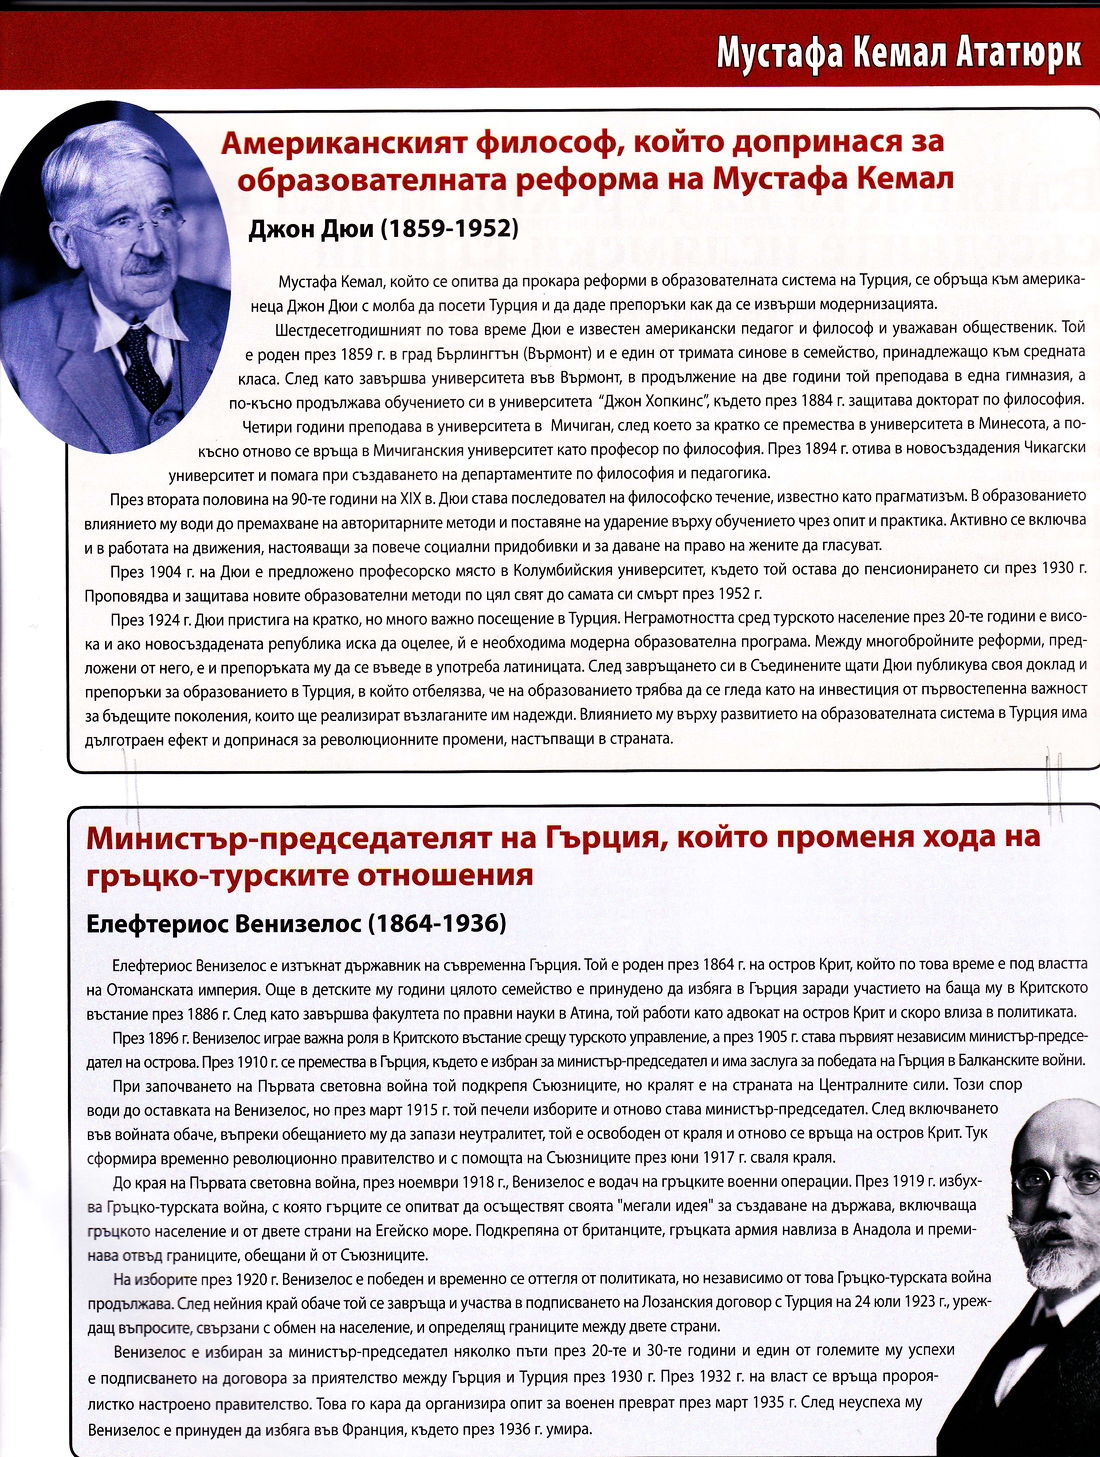 Мустафа Кемал Ататюрк
Американският философ, който допринася за
образователната реформа на Мустафа Кемал
Джон Дюи (1859-1952)
Мустафа Кемал, който се опитва да прокара реформи в образователната система на Турция, се обръща към америка-
неца Джон Дюи с молба да посети Турция и да даде препоръки как да се извърши модернизацията.
Шестдесетгодишният по това време Дюи е известен американски педагог и философ и уважаван общественик. Той
е роден през 1859 г. в град Бърлингтън (Върмонт) и е един от тримата синове в семейство, принадлежащо към средната
класа. След като завършва университета във Върмонт, в продължение на две години той преподава в една гимназия, а
по-късно продължава обучението си в университета "Джон Хопкинс", където през 1884 г. защитава докторат по философия.
Четири години преподава в университета в Мичиган, след което за кратко се премества в университета в Минесота, а по-
късно отново се връща в Мичиганския университет като професор по философия. През 1894 г. отива в новосъздадения Чикагски
университет и помага при създаването на департаментите по философия и педагогика.
През втората половина на 90-те години на XIX в. Дюи става последовател на философско течение, известно като прагматизъм. В образованието
влиянието му води до премахване на авторитарните методи и поставяне на ударение върху обучението чрез опит и практика. Активно се включва
и в работата на движения, настояващи за повече социални придобивки и за даване на право на жените да гласуват.
През 1904 г. на Дюи е предложено професорско място в Колумбийския университет, където той остава до пенсионирането си през 1930 г.
Проповядва и защитава новите образователни методи по цял свят до самата си смърт през 1952 г.
През 1924 г. Дюи пристига на кратко, но много важно посещение в Турция. Неграмотността сред турското население през 20-те години е висо-
ка и ако новосъздадената република иска да оцелее, й е необходима модерна образователна програма. Между многобройните реформи, пред-
ложени от него, е и препоръката му да се въведе в употреба латиницата. След завръщането си в Съединените щати Дюи публикува своя доклад и
препоръки за образованието в Турция, в който отбелязва, че на образованието трябва да се гледа като на инвестиция от първостепенна важност
за бъдещите поколения, които ще реализират възлаганите им надежди. Влиянието му върху развитието на образователната система в Турция има
дълготраен ефект и допринася за революционните промени, настъпващи в страната.
Министър-председателят на Гърция, който променя хода на
гръцко-турските отношения
Елефтериос Венизелос (1864-1936)
Елефтериос Венизелос е изтъкнат държавник на съвременна Гърция. Той е роден през 1864 г. на остров Крит, който по това време е под властта
на Отоманската империя. Още в детските му години цялото семейство е принудено да избяга в Гърция заради участието на баща му в Критското
въстание през 1886 г. След като завършва факултета по правни науки в Атина, той работи като адвокат на остров Крит и скоро влиза в политиката.
През 1896 г. Венизелос играе важна роля в Критското въстание срещу турското управление, а през 1905 г. става първият независим министър-предсе-
дател на острова. През 1910 г. се премества в Гърция, където е избран за министър-председател и има заслуга за победата на Гърция в Балканските войни.
При започването на Първата световна война той подкрепя Съюзниците, но кралят е на страната на Централните сили. Този спор
води до оставката на Венизелос, но през март 1915 г. той печели изборите и отново става министър-председател. След включването
във войната обаче, въпреки обещанието му да запази неутралитет, той е освободен от краля и отново се връща на остров Крит. Тук
сформира временно революционно правителство и с помощта на Съюзниците през юни 1917 г. сваля краля.
До края на Първата световна война, през ноември 1918 г., Венизелос е водач на гръцките военни операции. През 1919 г. избух-
ва Гръцко-турската война, с която гърците се опитват да осъществят своята "мегали идея" за създаване на държава, включваща
гръцкото население и от двете страни на Егейско море. Подкрепяна от британците, гръцката армия навлиза в Анадола и преми-
нава отвъд границите, обещани й от Съюзниците.
На изборите през 1920 г. Венизелос е победен и временно се оттегля от политиката, но независимо от това Гръцко-турската война
продължава. След нейния край обаче той се завръща и участва в подписването на Лозанския договор с Турция на 24 юли 1923 г., уреж-
дащ въпросите, свързани с обмен на население, и определящ границите между двете страни.
Венизелос е избиран за министър-председател няколко пъти през 20-те и 30-те години и един от големите му успехи
е подписването на договора за приятелство между Гърция и Турция през 1930 г. През 1932 г. на власт се връща пророя-
листко настроено правителство. Това го кара да организира опит за военен преврат през март 1935 г. След неуспеха му
Венизелос е принуден да избяга във Франция, където през 1936 г. умира.